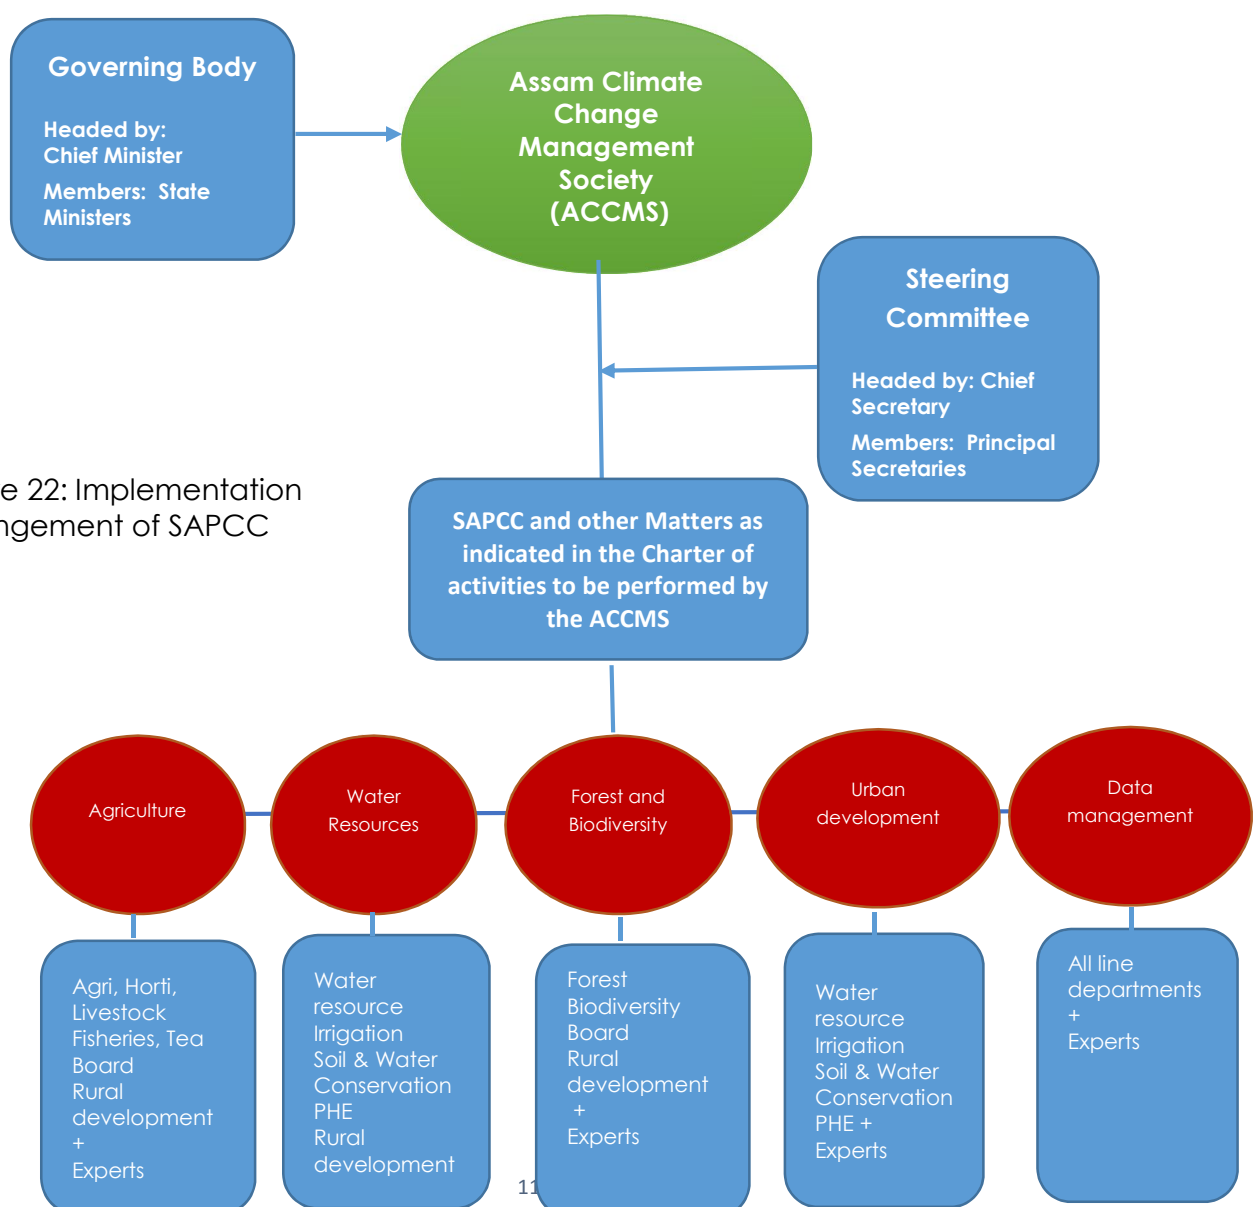 Governing Body
Headed by:
Chief Minister
Members: State
Ministers
Assam Climate
Change
Management
Society
(ACCMS)
Steering
Committee
Headed by: Chief
Secretary
Members: Principal
Secretaries
e 22: Implementation
ngement of SAPCC
SAPCC and other Matters as
indicated in the Charter of
activities to be performed by
the ACCMS
Agriculture
Water
Resources
Forest and
Biodiversity
Urban
development
Data
management
Agri, Horti,
Livestock
Fisheries, Tea
Board
Rural
development
+
Experts
Water
resource
Irrigation
Soil & Water
Conservation
PHE
Rural
development
Forest
Biodiversity
Board
Rural
development
+
Experts
Water
resource
Irrigation
Soil & Water
Conservation
PHE +
Experts
All line
departments
+
Experts
11